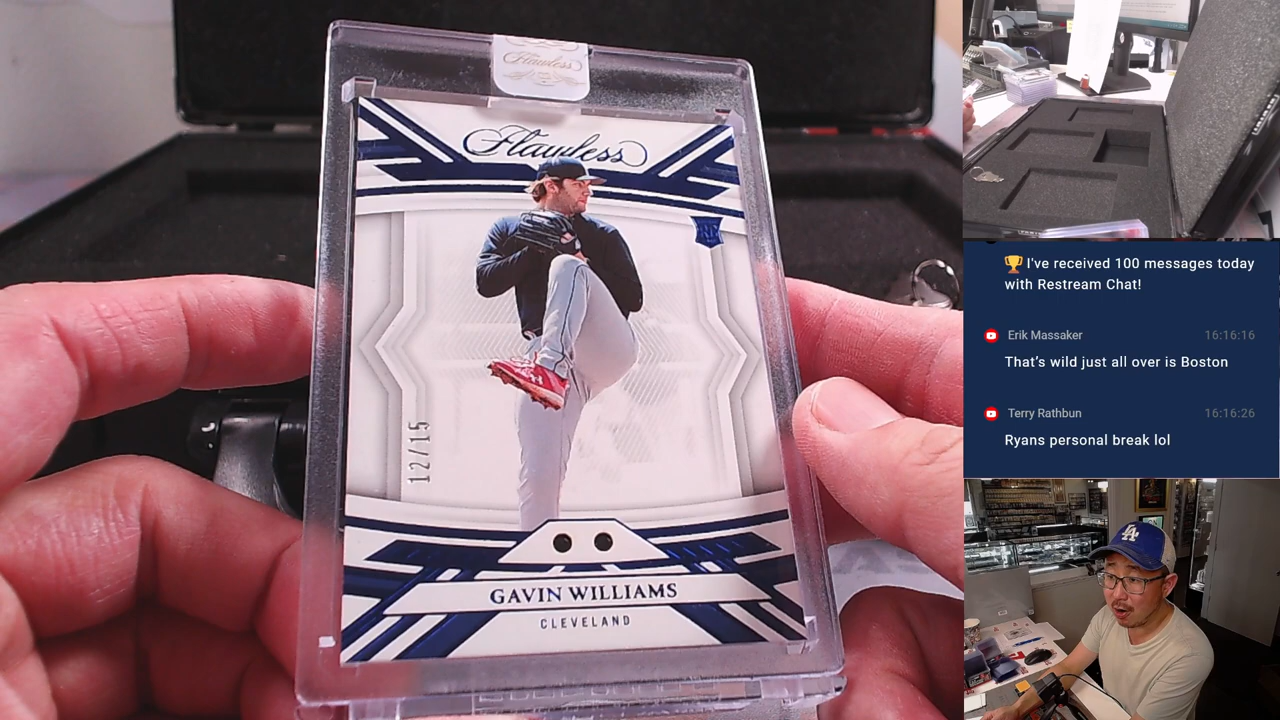 Flawless
Flawless
RC
12/15
GAVIN WILLIAMS
CLEVELAND
🏆 I've received 100 messages today
with Restream Chat!
Erik Massaker 16:16:16
That's wild just all over is Boston
Terry Rathbun 16:16:26
Ryans personal break lol
LA